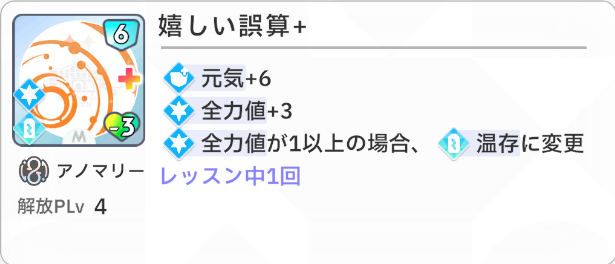 嬉しい誤算+
6
元気+6
全力値+3
-3
全力値が1以上の場合、温存に変更
M
アノマリー
レッスン中1回
解放PLv 4